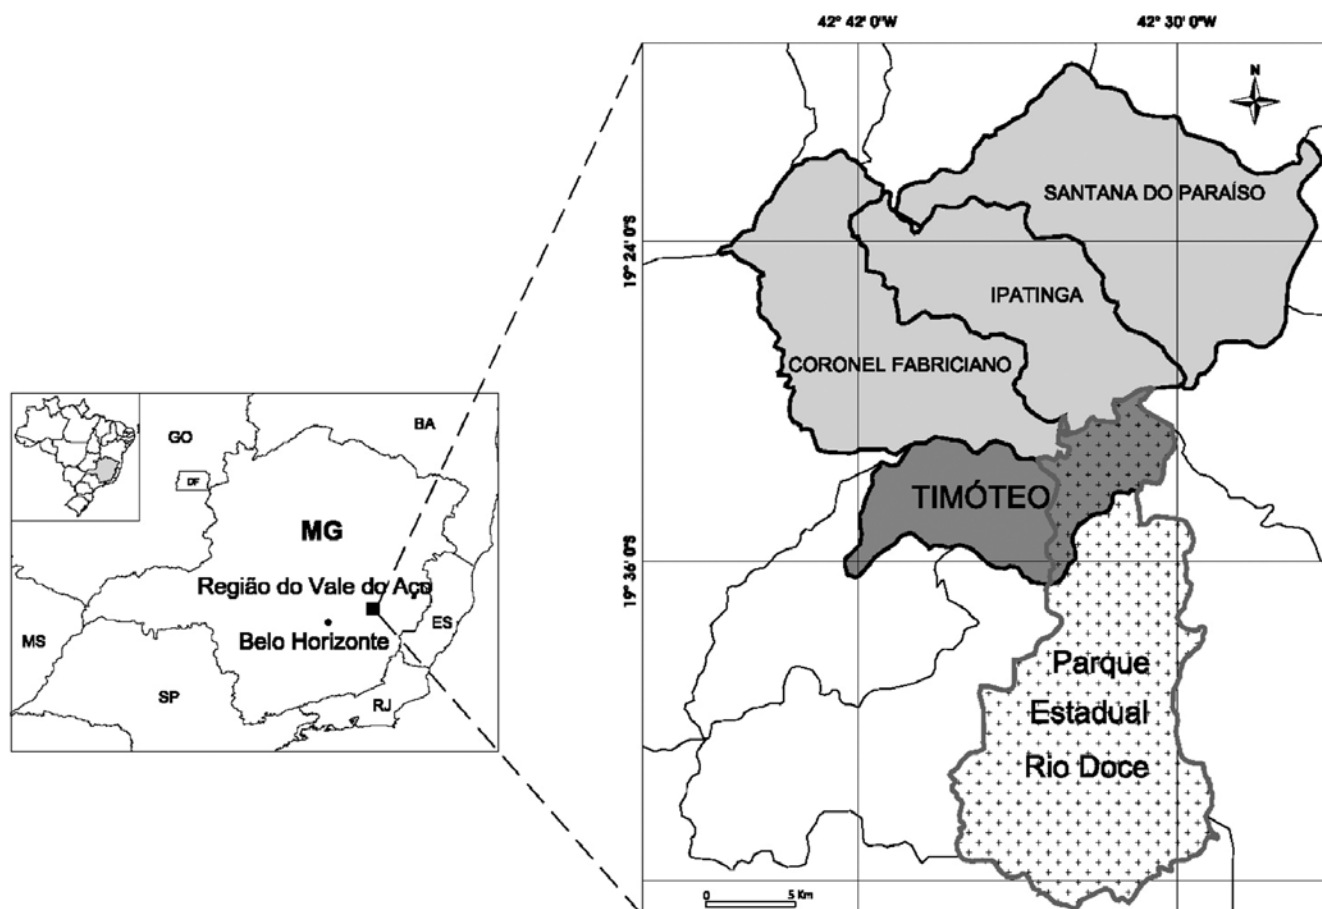 42° 42' 0"W
42° 30' 0"W
N
SANTANA DO PARAÍSO
19° 24' 0"S
IPATINGA
CORONEL FABRICIANO
BA
GO
DF
TIMÓTEO
MG
19° 36' 0"S
Região do Vale do Aço
ES
MS
Belo Horizonte
Parque
Estadual
Rio Doce
SP
RJ
0 5 Km